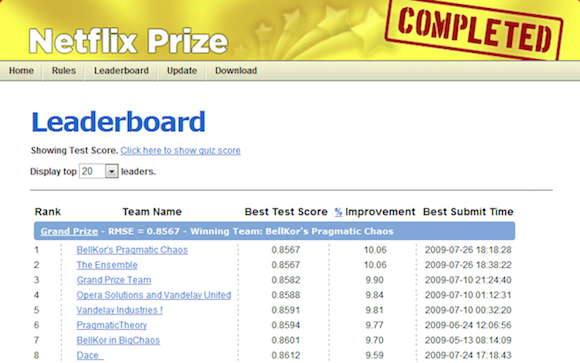 Netflix Prize
COMPLETED
Home Rules Leaderboard Update Download
Leaderboard
Showing Test Score. Click here to show quiz score
Display top 20 leaders.
Rank Team Name Best Test Score % Improvement Best Submit Time
Grand Prize - RMSE = 0.8567 - Winning Team: BellKor's Pragmatic Chaos
1 BellKor's Pragmatic Chaos 0.8567 10.06 2009-07-26 18:18:28
2 The Ensemble 0.8567 10.06 2009-07-26 18:38:22
3 Grand Prize Team 0.8582 9.90 2009-07-10 21:24:40
4 Opera Solutions and Vandelay United 0.8588 9.84 2009-07-10 01:12:31
5 Vandelay Industries ! 0.8591 9.81 2009-07-10 00:32:20
6 PragmaticTheory 0.8594 9.77 2009-06-24 12:06:56
7 BellKor in BigChaos 0.8601 9.70 2009-05-13 08:14:09
8 Dace_ 0.8612 9.59 2009-07-24 17:18:43